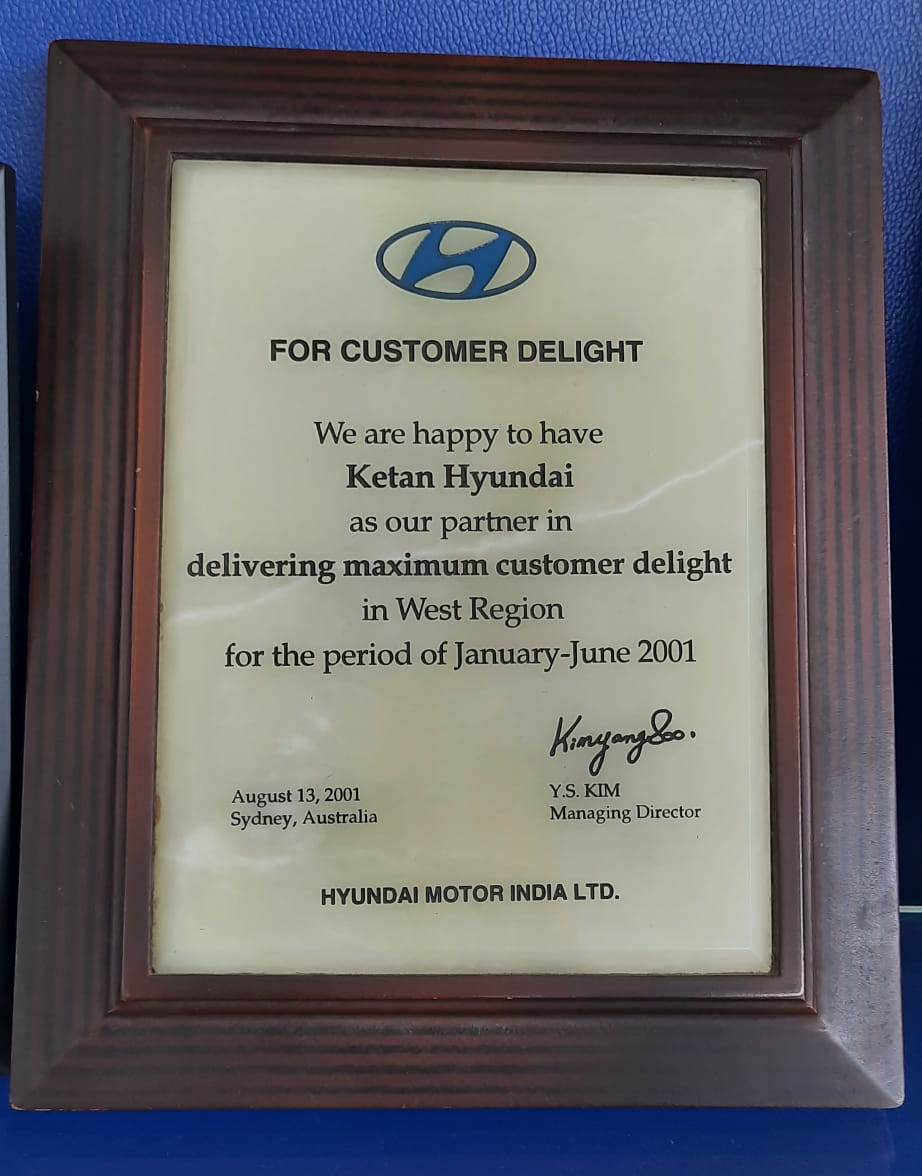 FOR CUSTOMER DELIGHT
We are happy to have
Ketan Hyundai
as our partner in
delivering maximum customer delight
in West Region
for the period of January-June 2001
Kimyang Soo.
August 13, 2001
Sydney, Australia
Y.S. KIM
Managing Director
HYUNDAI MOTOR INDIA LTD.